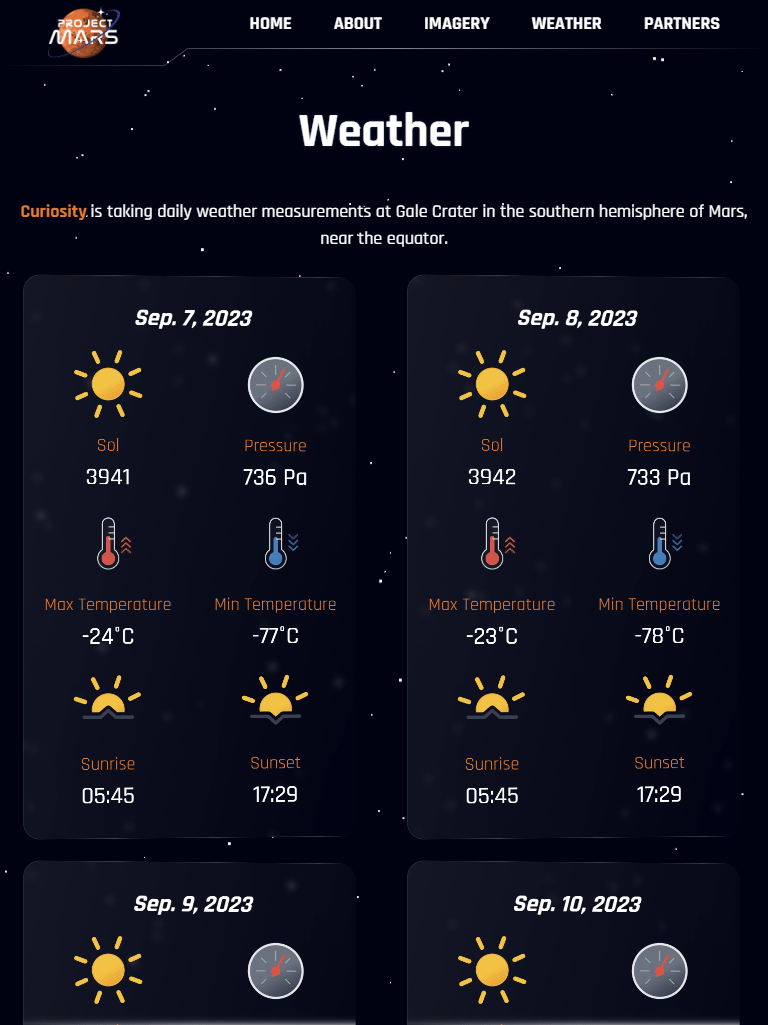 PROJECT
MARS
HOME ABOUT IMAGERY WEATHER PARTNERS
Weather
Curiosity is taking daily weather measurements at Gale Crater in the southern hemisphere of Mars,
near the equator.
Sep. 7, 2023
Sol Pressure
3941 736 Pa
Max Temperature Min Temperature
-24°C -77°C
Sunrise Sunset
05:45 17:29
Sep. 8, 2023
Sol Pressure
3942 733 Pa
Max Temperature Min Temperature
-23°C -78°C
Sunrise Sunset
05:45 17:29
Sep. 9, 2023
Sep. 10, 2023